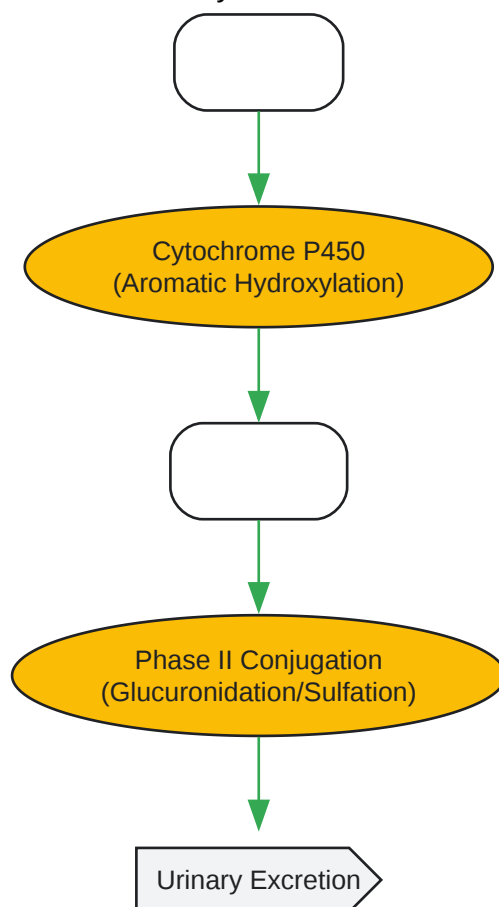 Cytochrome P450
(Aromatic Hydroxylation)
Phase II Conjugation
(Glucuronidation/Sulfation)
Urinary Excretion